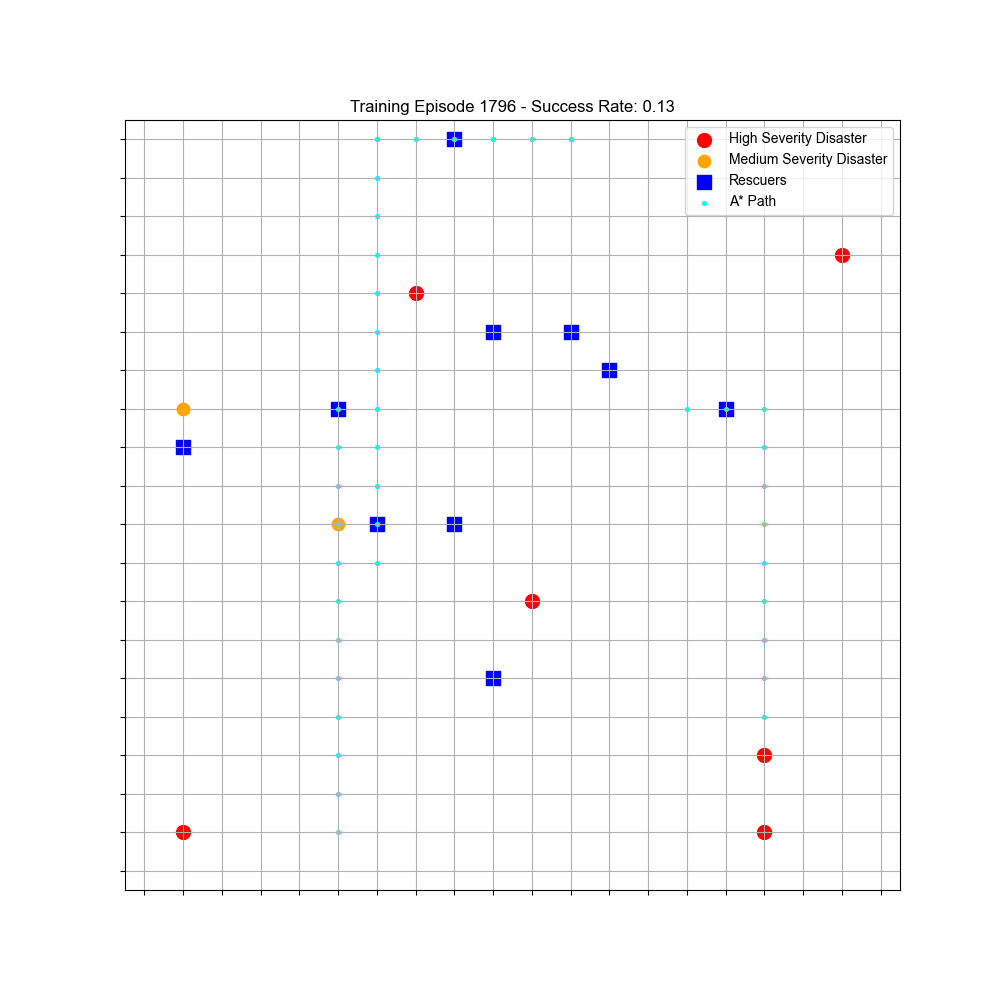 Training Episode 1796 - Success Rate: 0.13
High Severity Disaster
Medium Severity Disaster
Rescuers
A* Path